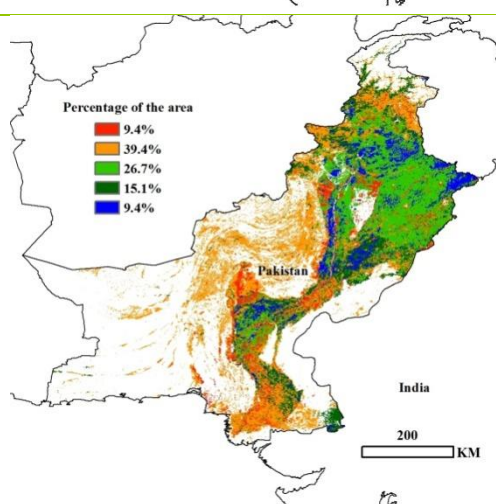 Percentage of the area
9.4%
39.4%
26.7%
15.1%
9.4%
Pakistan
India
200
KM